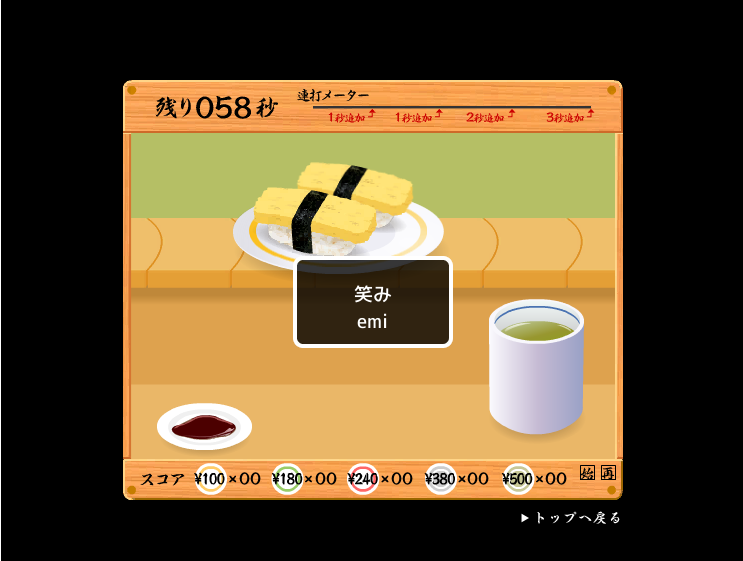 残り058秒
連打メーター
1秒追加 1秒追加 2秒追加 3秒追加
笑み
emi
スコア ¥100×00 ¥180×00 ¥240×00 ¥380×00 ¥500×00 始 再
▶トップへ戻る